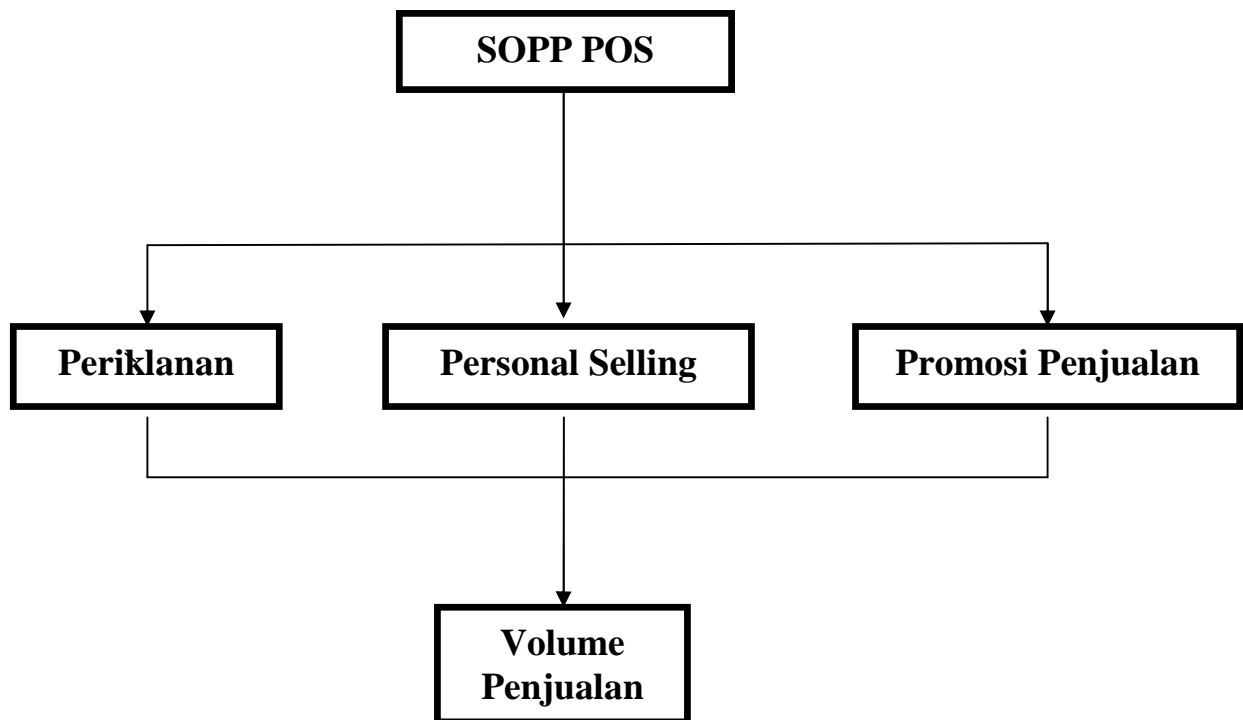 SOPP POS
Periklanan
Personal Selling
Promosi Penjualan
Volume
Penjualan